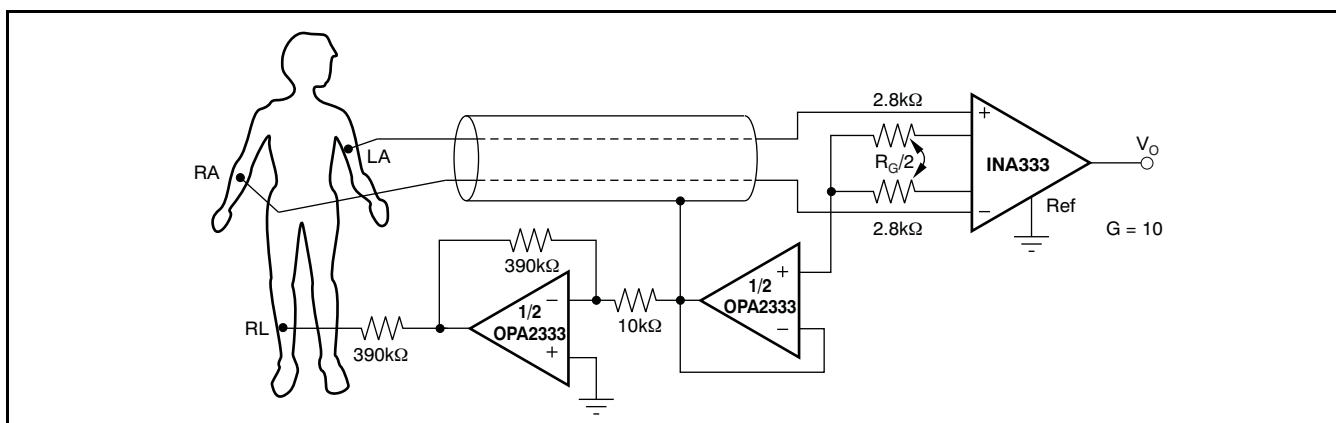 2.8kΩ
+
LA
RA
R_G/2
INA333
V_O
−
Ref
2.8kΩ
G = 10
390kΩ
+
1/2
OPA2333
−
10kΩ
−
1/2
OPA2333
+
RL
390kΩ